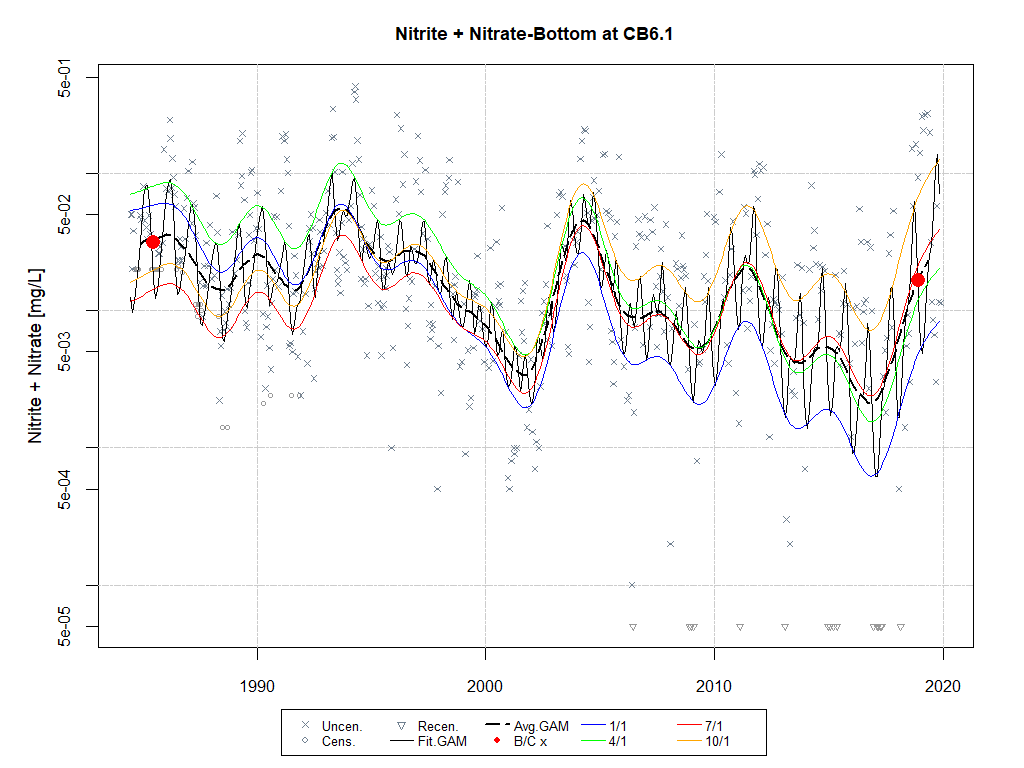 Nitrite + Nitrate-Bottom at CB6.1
Nitrite + Nitrate [mg/L]
5e-01
5e-02
5e-03
5e-04
5e-05
1990 2000 2010 2020
Uncen. Recen. Avg.GAM 1/1 7/1
Cens. Fit.GAM B/C x 4/1 10/1